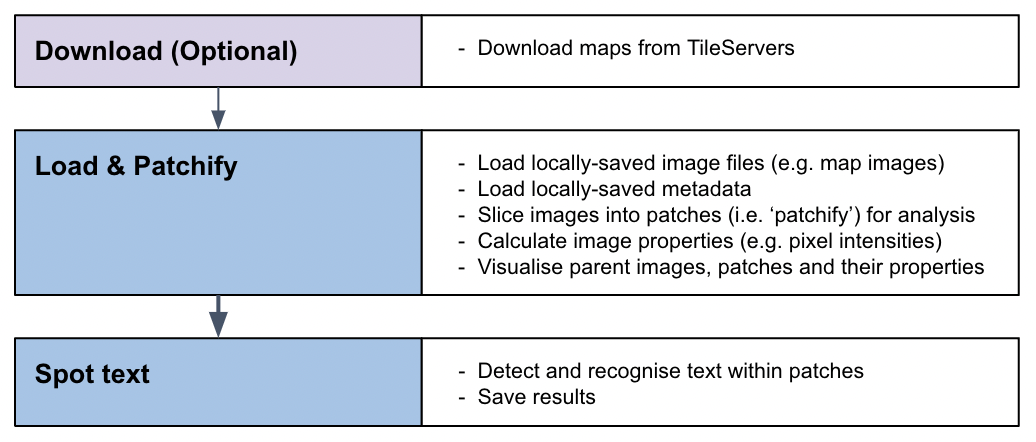 Download (Optional)
- Download maps from TileServers
Load & Patchify
- Load locally-saved image files (e.g. map images)
- Load locally-saved metadata
- Slice images into patches (i.e. ‘patchify’) for analysis
- Calculate image properties (e.g. pixel intensities)
- Visualise parent images, patches and their properties
Spot text
- Detect and recognise text within patches
- Save results